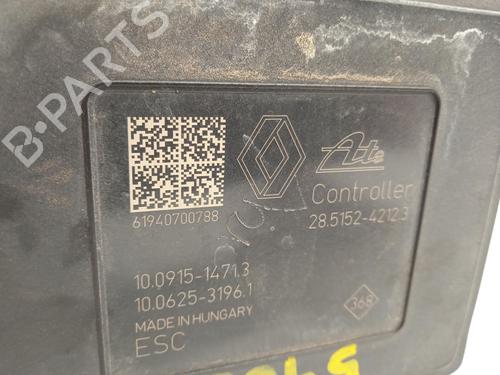 B-PARTS
Ate
Controller
61940700788
28.5152-4212.3
10.0915-1471.3
10.0625-3196.1
368
MADE IN HUNGARY
ESC